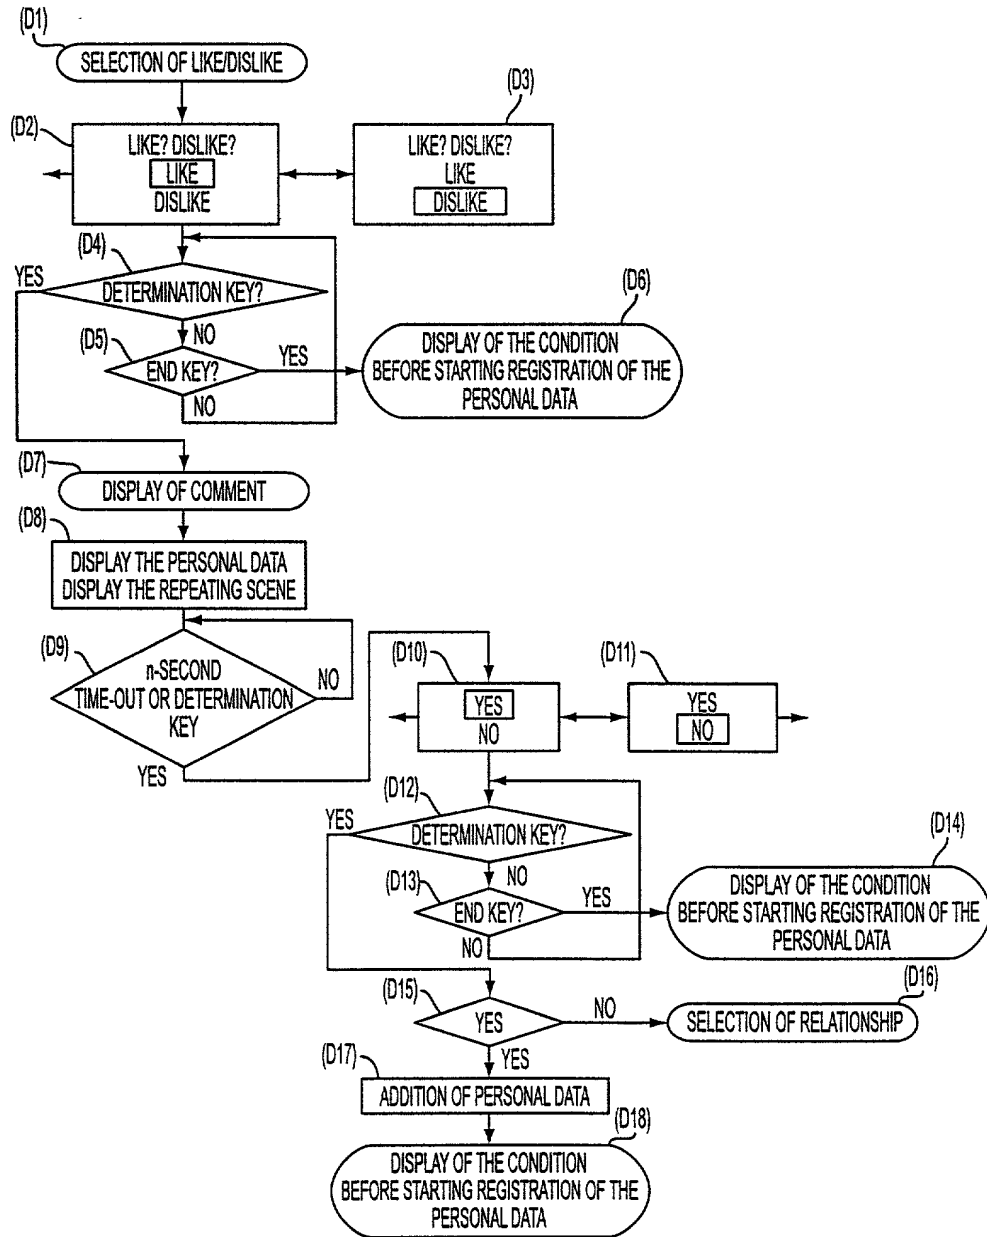 (D1)
SELECTION OF LIKE/DISLIKE
(D2)
LIKE? DISLIKE?
LIKE
DISLIKE
(D3)
LIKE? DISLIKE?
LIKE
DISLIKE
(D4)
YES
DETERMINATION KEY?
NO
(D5)
END KEY?
YES
NO
(D6)
DISPLAY OF THE CONDITION
BEFORE STARTING REGISTRATION OF THE
PERSONAL DATA
(D7)
DISPLAY OF COMMENT
(D8)
DISPLAY THE PERSONAL DATA
DISPLAY THE REPEATING SCENE
(D9)
n-SECOND
TIME-OUT OR DETERMINATION
KEY
NO
YES
(D10)
YES
NO
(D11)
YES
NO
(D12)
YES
DETERMINATION KEY?
NO
(D13)
END KEY?
YES
NO
(D14)
DISPLAY OF THE CONDITION
BEFORE STARTING REGISTRATION OF THE
PERSONAL DATA
(D15)
YES
NO
YES
(D16)
SELECTION OF RELATIONSHIP
(D17)
ADDITION OF PERSONAL DATA
(D18)
DISPLAY OF THE CONDITION
BEFORE STARTING REGISTRATION OF THE
PERSONAL DATA